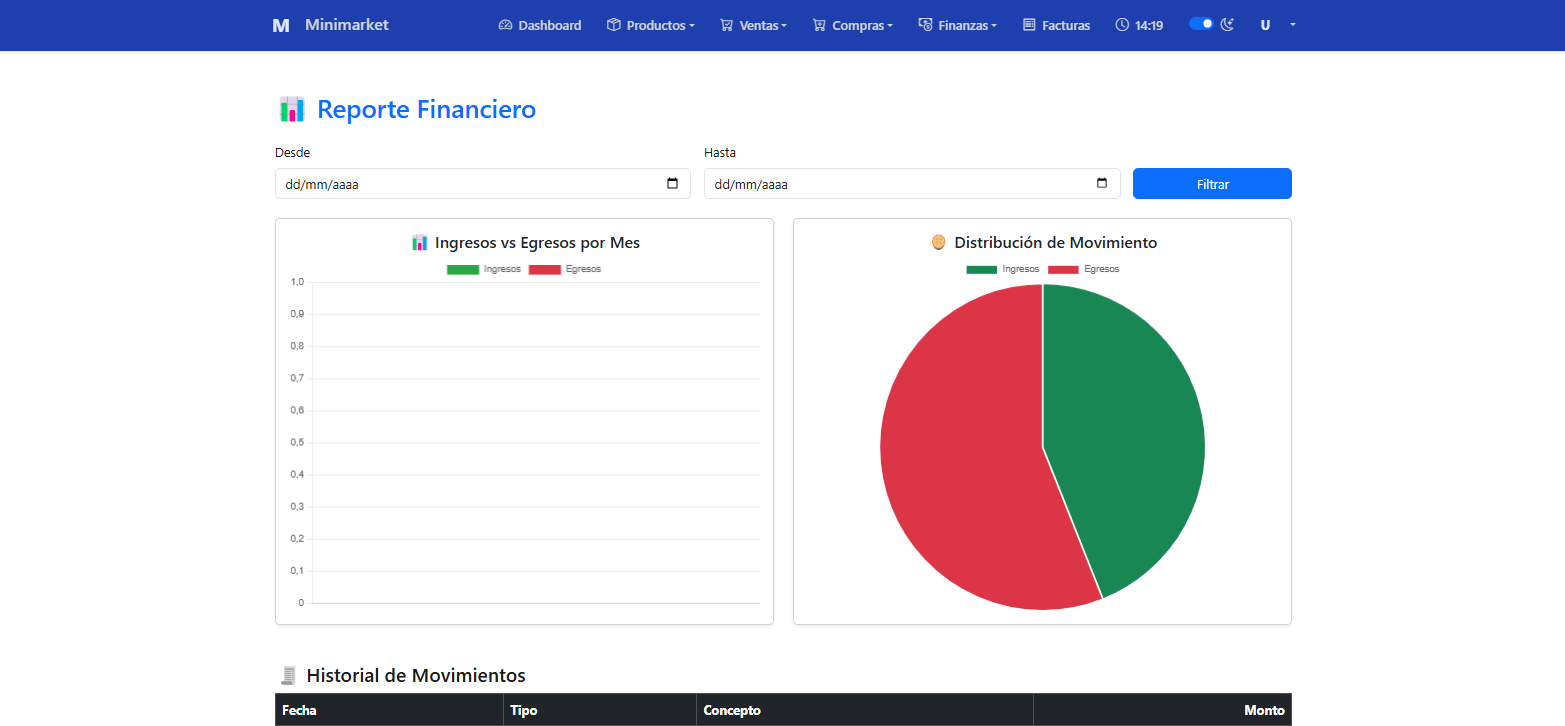 M Minimarket Dashboard Productos Ventas Compras Finanzas Facturas 14:19 U
Reporte Financiero
Desde Hasta
dd/mm/aaaa dd/mm/aaaa Filtrar
Ingresos vs Egresos por Mes
Ingresos Egresos
1,0
0,9
0,8
0,7
0,6
0,5
0,4
0,3
0,2
0,1
0
Distribución de Movimiento
Ingresos Egresos
Historial de Movimientos
Fecha Tipo Concepto Monto